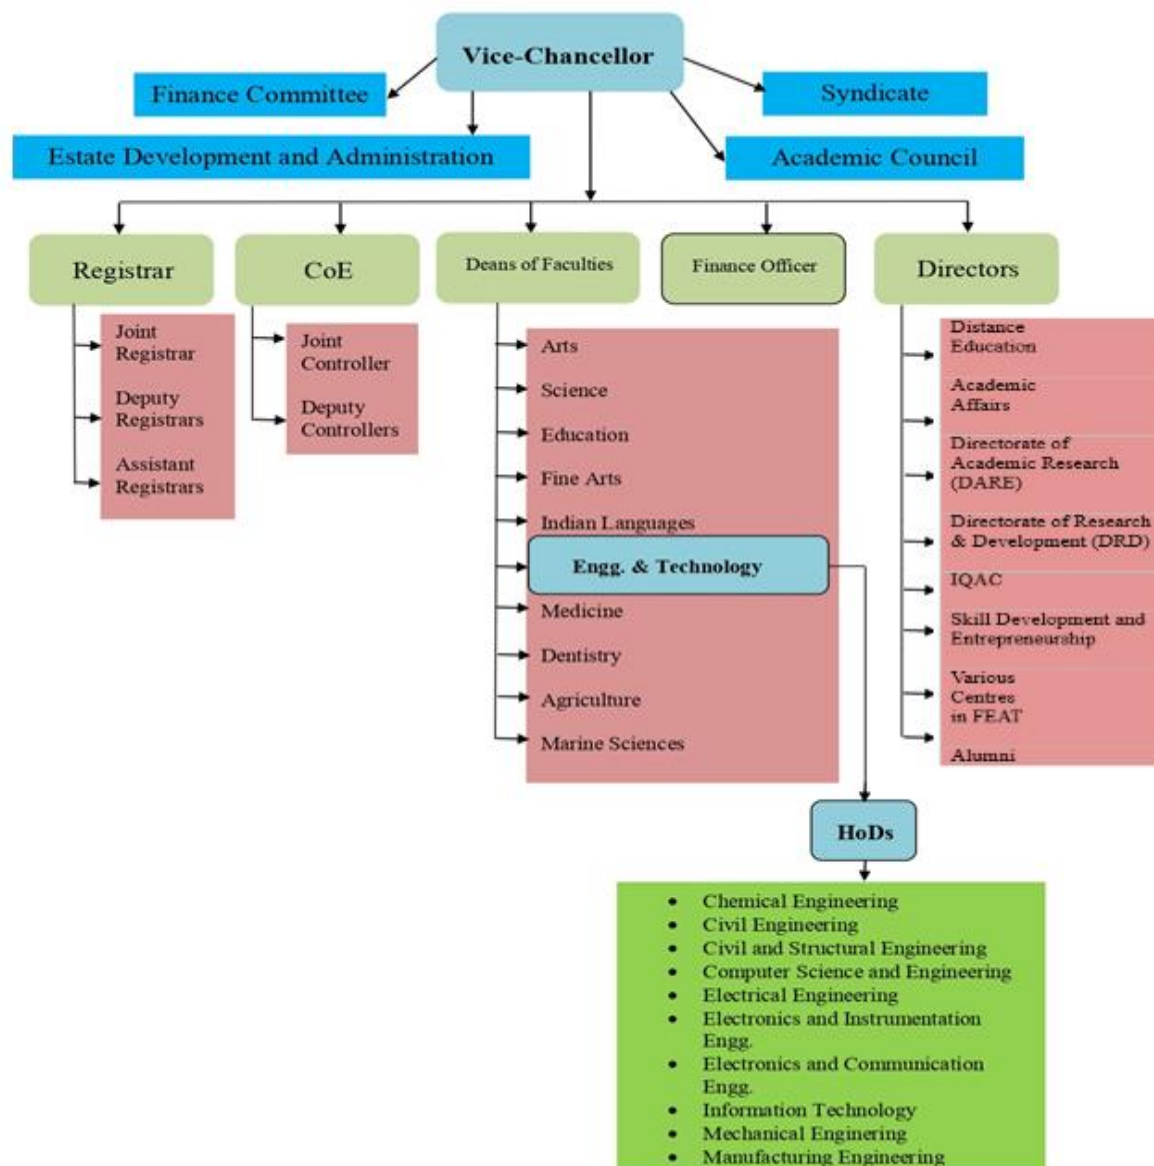 Vice-Chancellor
Finance Committee
Syndicate
Estate Development and Administration
Academic Council
Registrar
CoE
Deans of Faculties
Finance Officer
Directors
Joint
Registrar
Deputy
Registrars
Assistant
Registrars
Joint
Controller
Deputy
Controllers
Arts
Science
Education
Fine Arts
Indian Languages
Engg. & Technology
Medicine
Dentistry
Agriculture
Marine Sciences
Distance
Education
Academic
Affairs
Directorate of
Academic Research
(DARE)
Directorate of Research
& Development (DRD)
IQAC
Skill Development and
Entrepreneurship
Various
Centres
in FEAT
Alumni
HoDs
• Chemical Engineering
• Civil Engineering
• Civil and Structural Engineering
• Computer Science and Engineering
• Electrical Engineering
• Electronics and Instrumentation
Engg.
• Electronics and Communication
Engg.
• Information Technology
• Mechanical Enginering
• Manufacturing Engineering